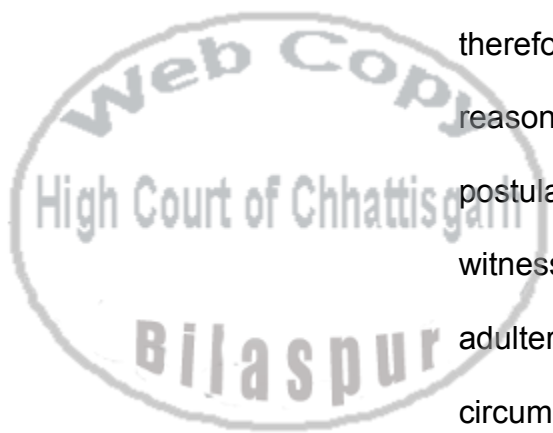 therefo
Web Copy
reason
High Court of Chhattisgarh
postula
witness
Bilaspur
adulter
circum